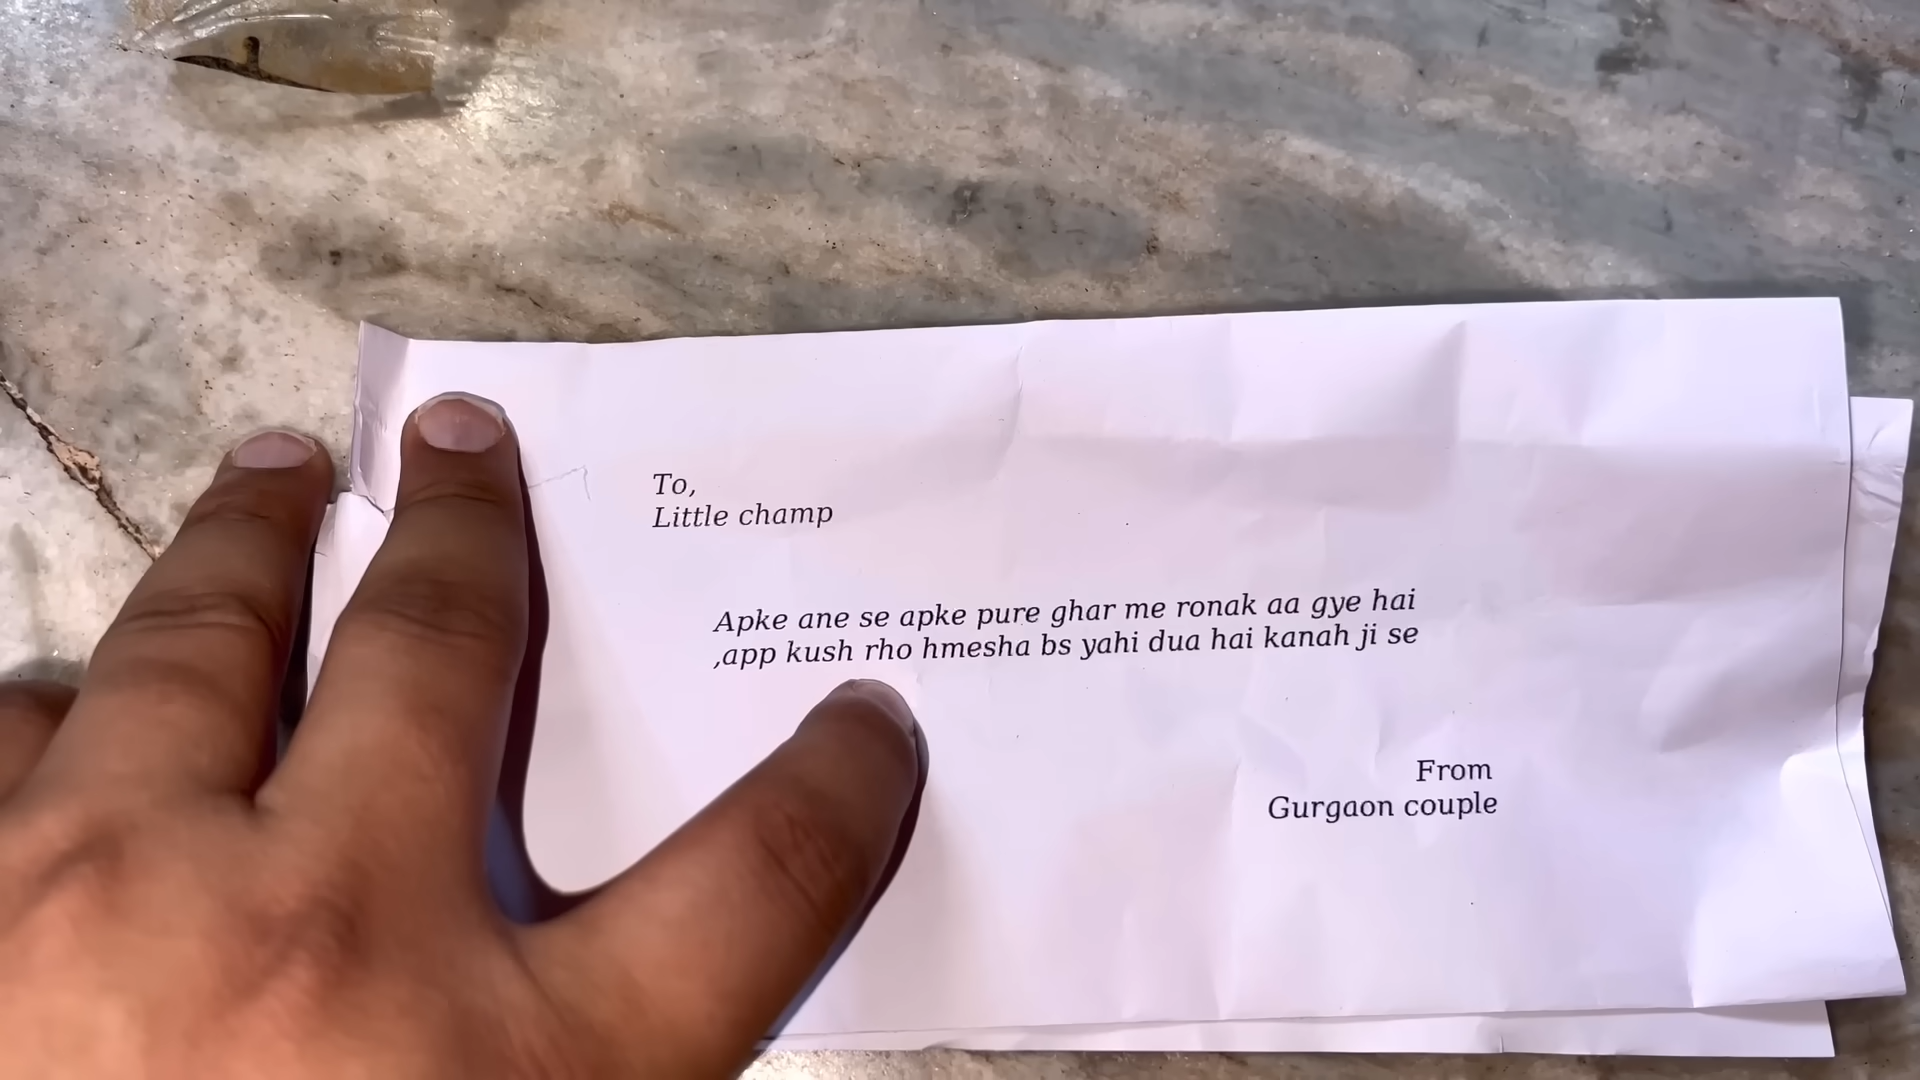 To,
Little champ
Apke ane se apke pure ghar me ronak aa gye hai
,app kush rho hmesha bs yahi dua hai kanah ji se
From
Gurgaon couple